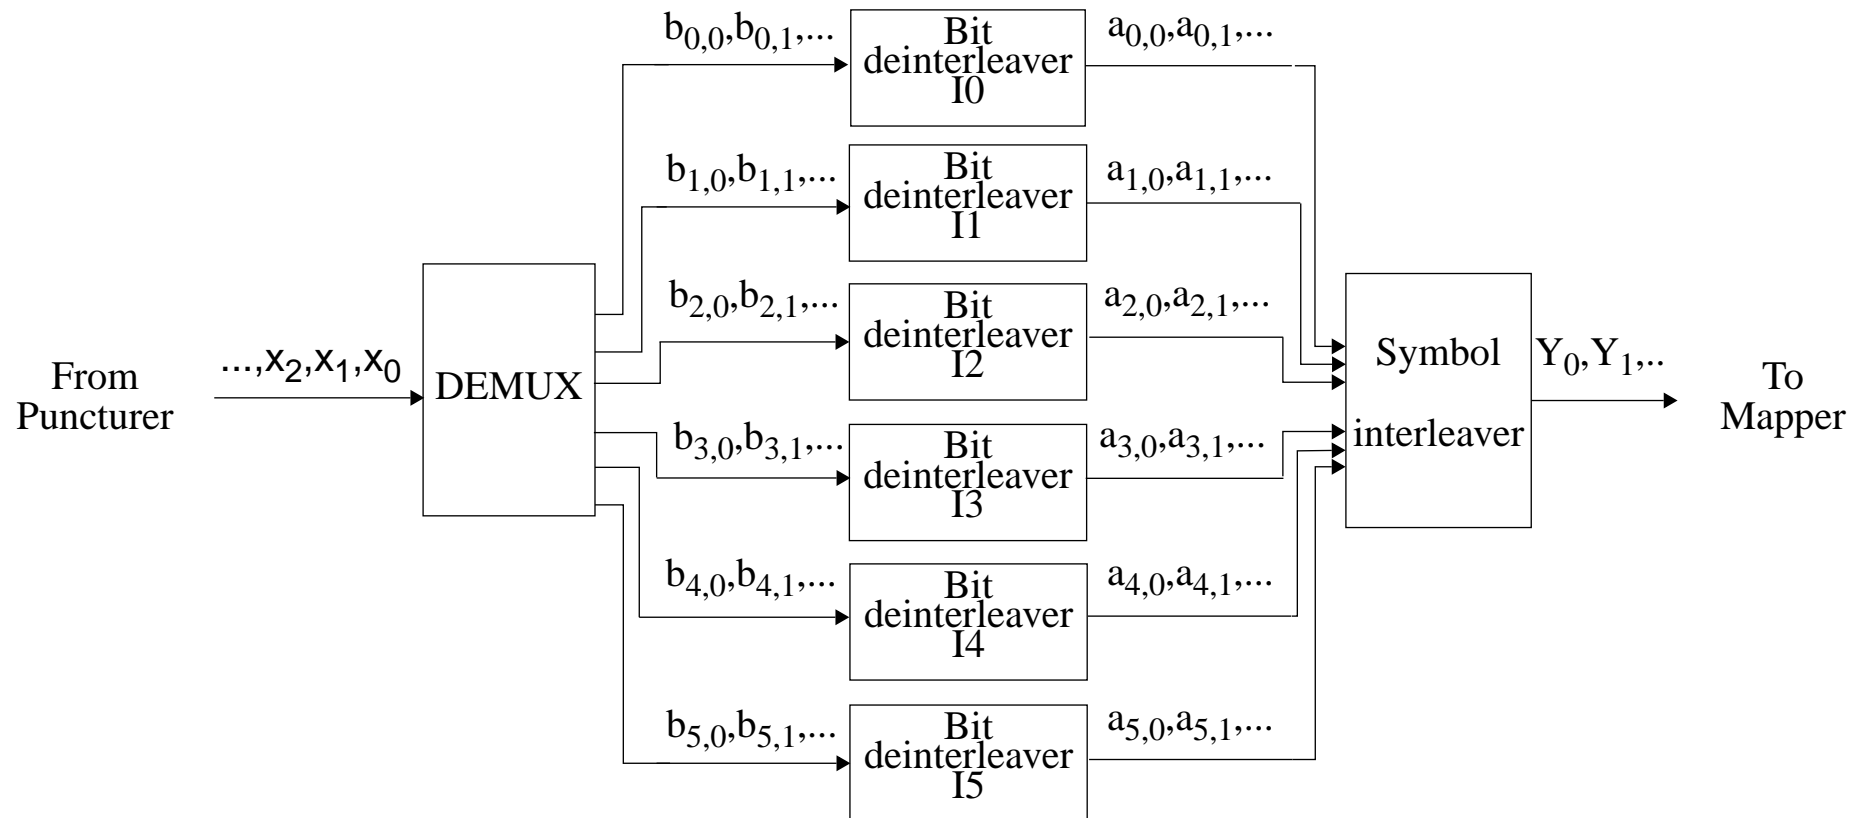 b0,0,b0,1,...
Bit
deinterleaver
I0
a0,0,a0,1,...
b1,0,b1,1,...
Bit
deinterleaver
I1
a1,0,a1,1,...
b2,0,b2,1,...
Bit
deinterleaver
I2
a2,0,a2,1,...
From
Puncturer
...,x2,x1,x0
DEMUX
Symbol
interleaver
Y0,Y1,..
To
Mapper
b3,0,b3,1,...
Bit
deinterleaver
I3
a3,0,a3,1,...
b4,0,b4,1,...
Bit
deinterleaver
I4
a4,0,a4,1,...
b5,0,b5,1,...
Bit
deinterleaver
I5
a5,0,a5,1,...